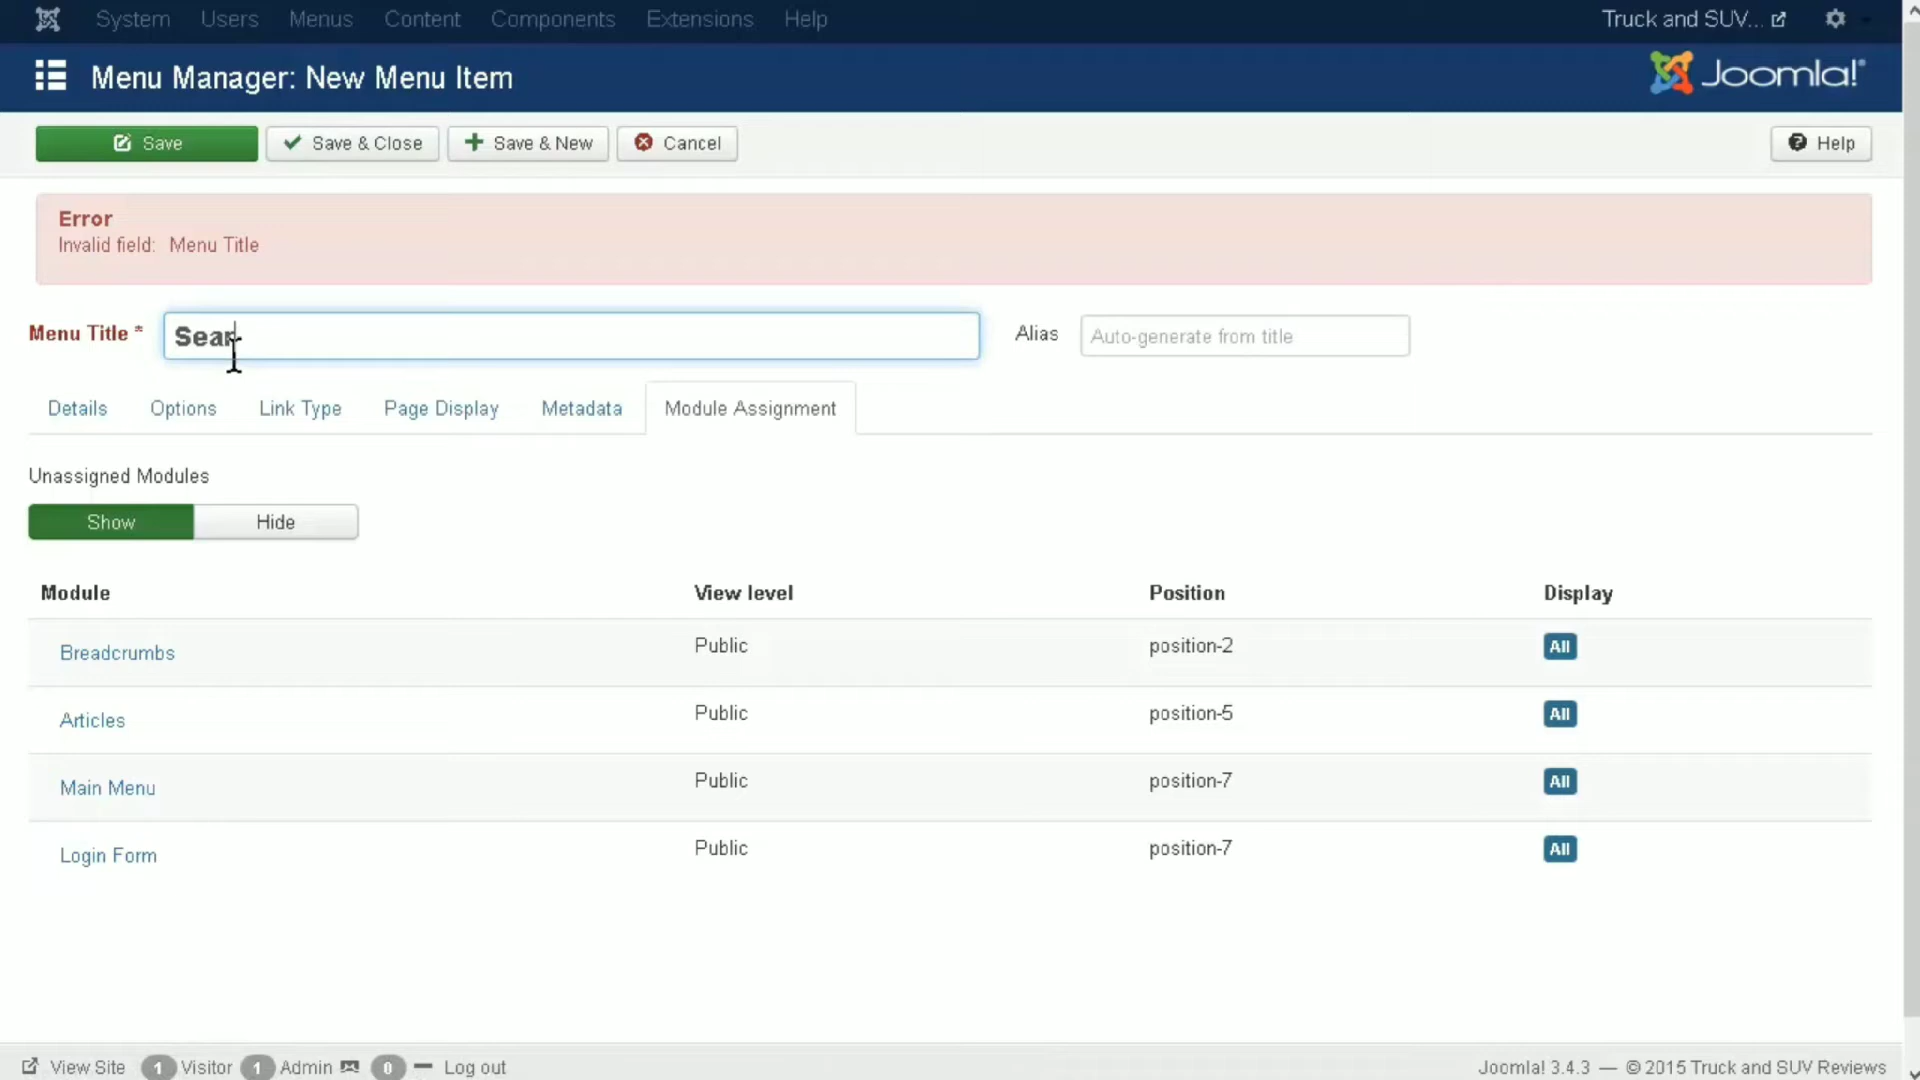 System Users Menus Content Components Extensions Help Truck and SUV...
Menu Manager: New Menu Item Joomla!®
Save Save & Close Save & New Cancel Help
Error
Invalid field: Menu Title
Menu Title * Sear Alias Auto-generate from title
Details Options Link Type Page Display Metadata Module Assignment
Unassigned Modules
Show Hide
Module View level Position Display
Breadcrumbs Public position-2 All
Articles Public position-5 All
Main Menu Public position-7 All
Login Form Public position-7 All
View Site 1 Visitor 1 Admin 0 Log out Joomla! 3.4.3 — © 2015 Truck and SUV Reviews